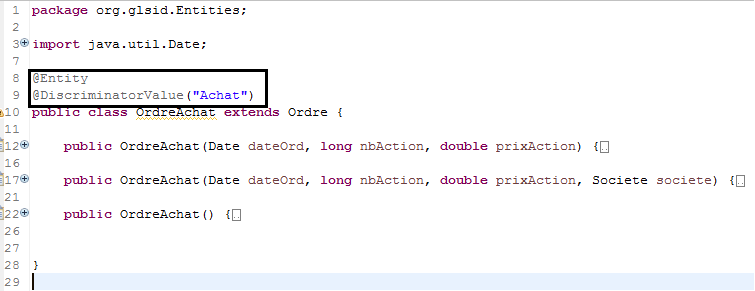 1 package org.glsid.Entities;
2
3 import java.util.Date;
7
8 @Entity
9 @DiscriminatorValue("Achat")
10 public class OrdreAchat extends Ordre {
11
12 public OrdreAchat(Date dateOrd, long nbAction, double prixAction) {
16
17 public OrdreAchat(Date dateOrd, long nbAction, double prixAction, Societe societe) {
21
22 public OrdreAchat() {
26
27
28 }
29